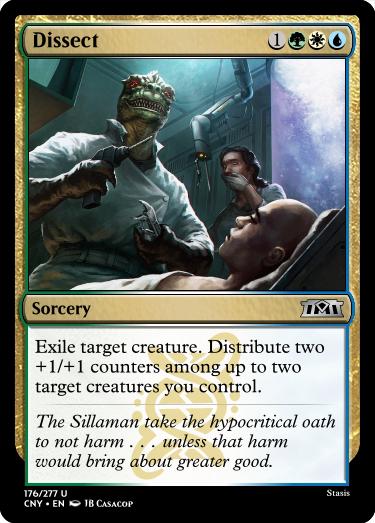 Dissect 1
Sorcery
Exile target creature. Distribute two
+1/+1 counters among up to two
target creatures you control.
The Sillaman take the hypocritical oath
to not harm . . . unless that harm
would bring about greater good.
176/277 U
Stasis
CNY • EN JB Casacop